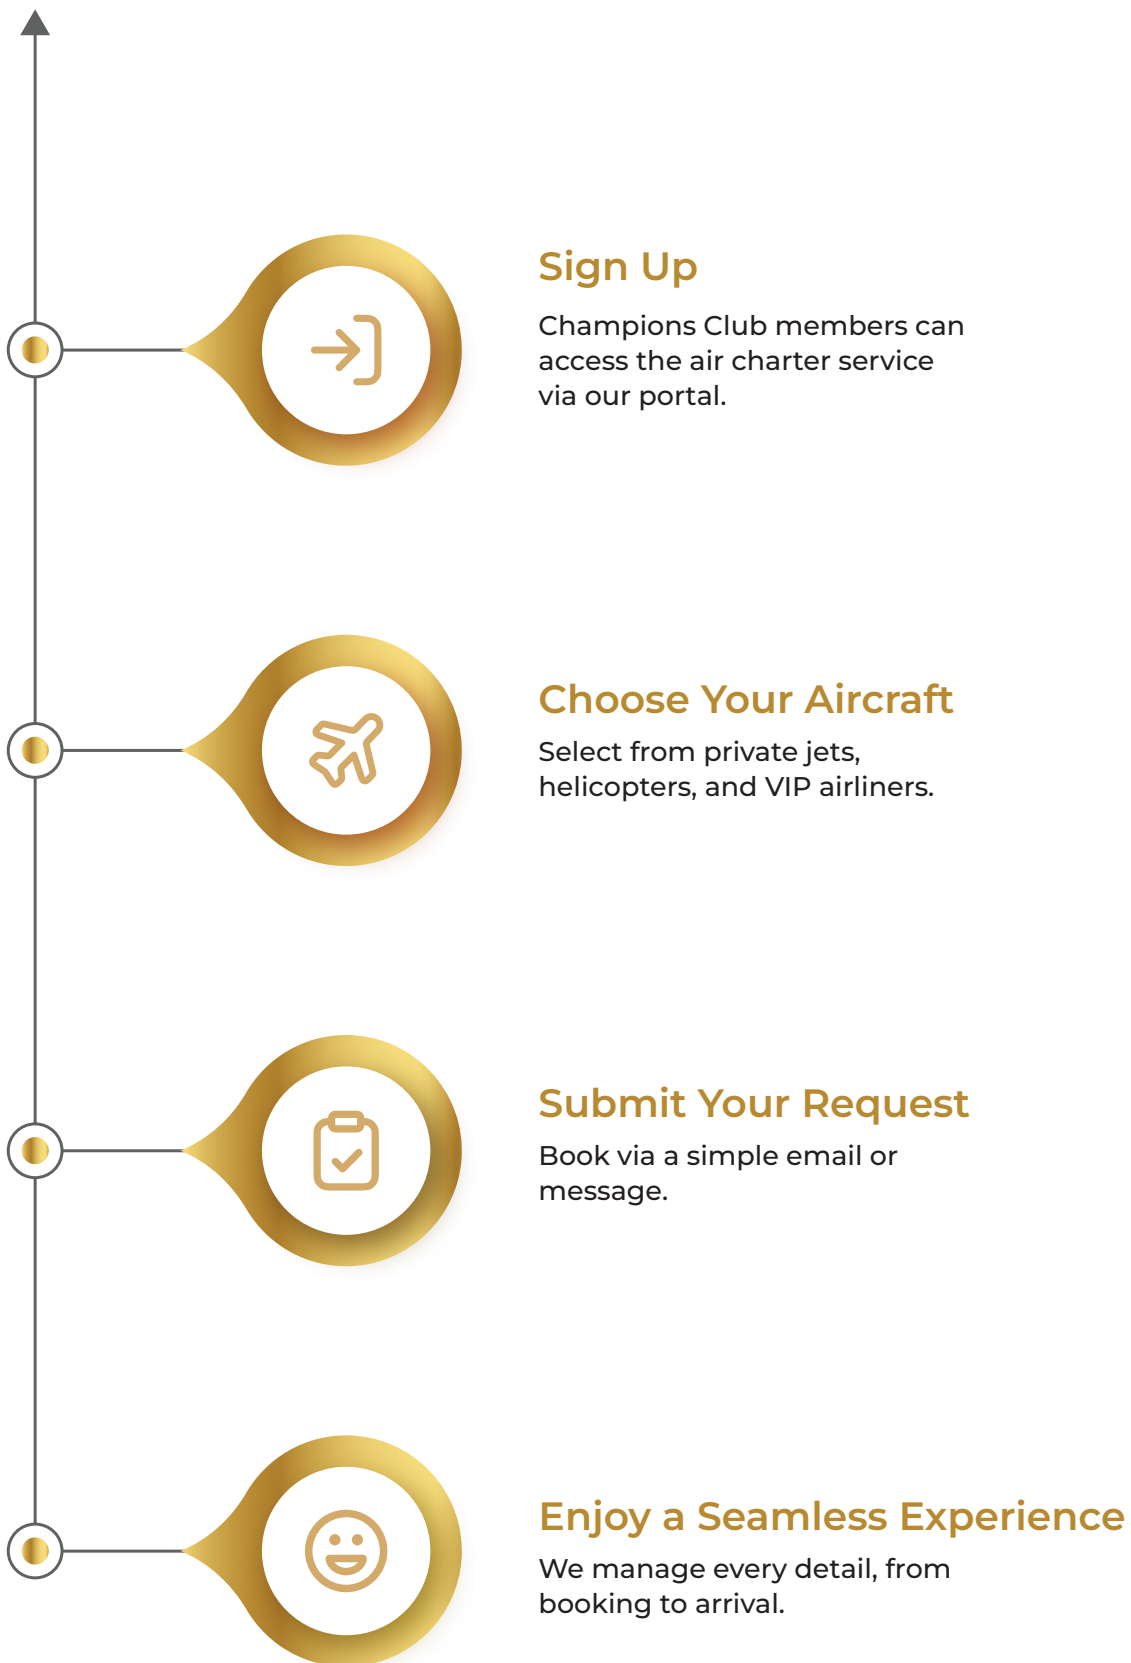 Sign Up
Champions Club members can
access the air charter service
via our portal.
Choose Your Aircraft
Select from private jets,
helicopters, and VIP airliners.
Submit Your Request
Book via a simple email or
message.
Enjoy a Seamless Experience
We manage every detail, from
booking to arrival.